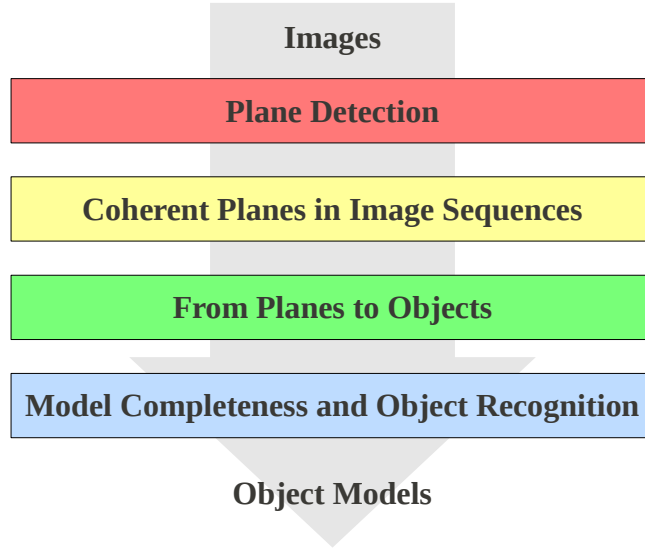 Images
Plane Detection
Coherent Planes in Image Sequences
From Planes to Objects
Model Completeness and Object Recognition
Object Models